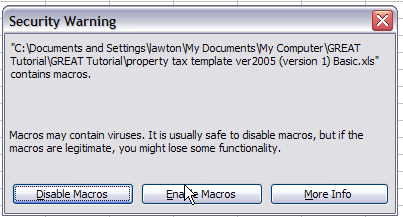 Security Warning
"C:\Documents and Settings\lawton\My Documents\My Computer\GREAT
Tutorial\GREAT Tutorial\property tax template ver2005 (version 1) Basic.xls"
contains macros.
Macros may contain viruses. It is usually safe to disable macros, but if the
macros are legitimate, you might lose some functionality.
Disable Macros
Enable Macros
More Info